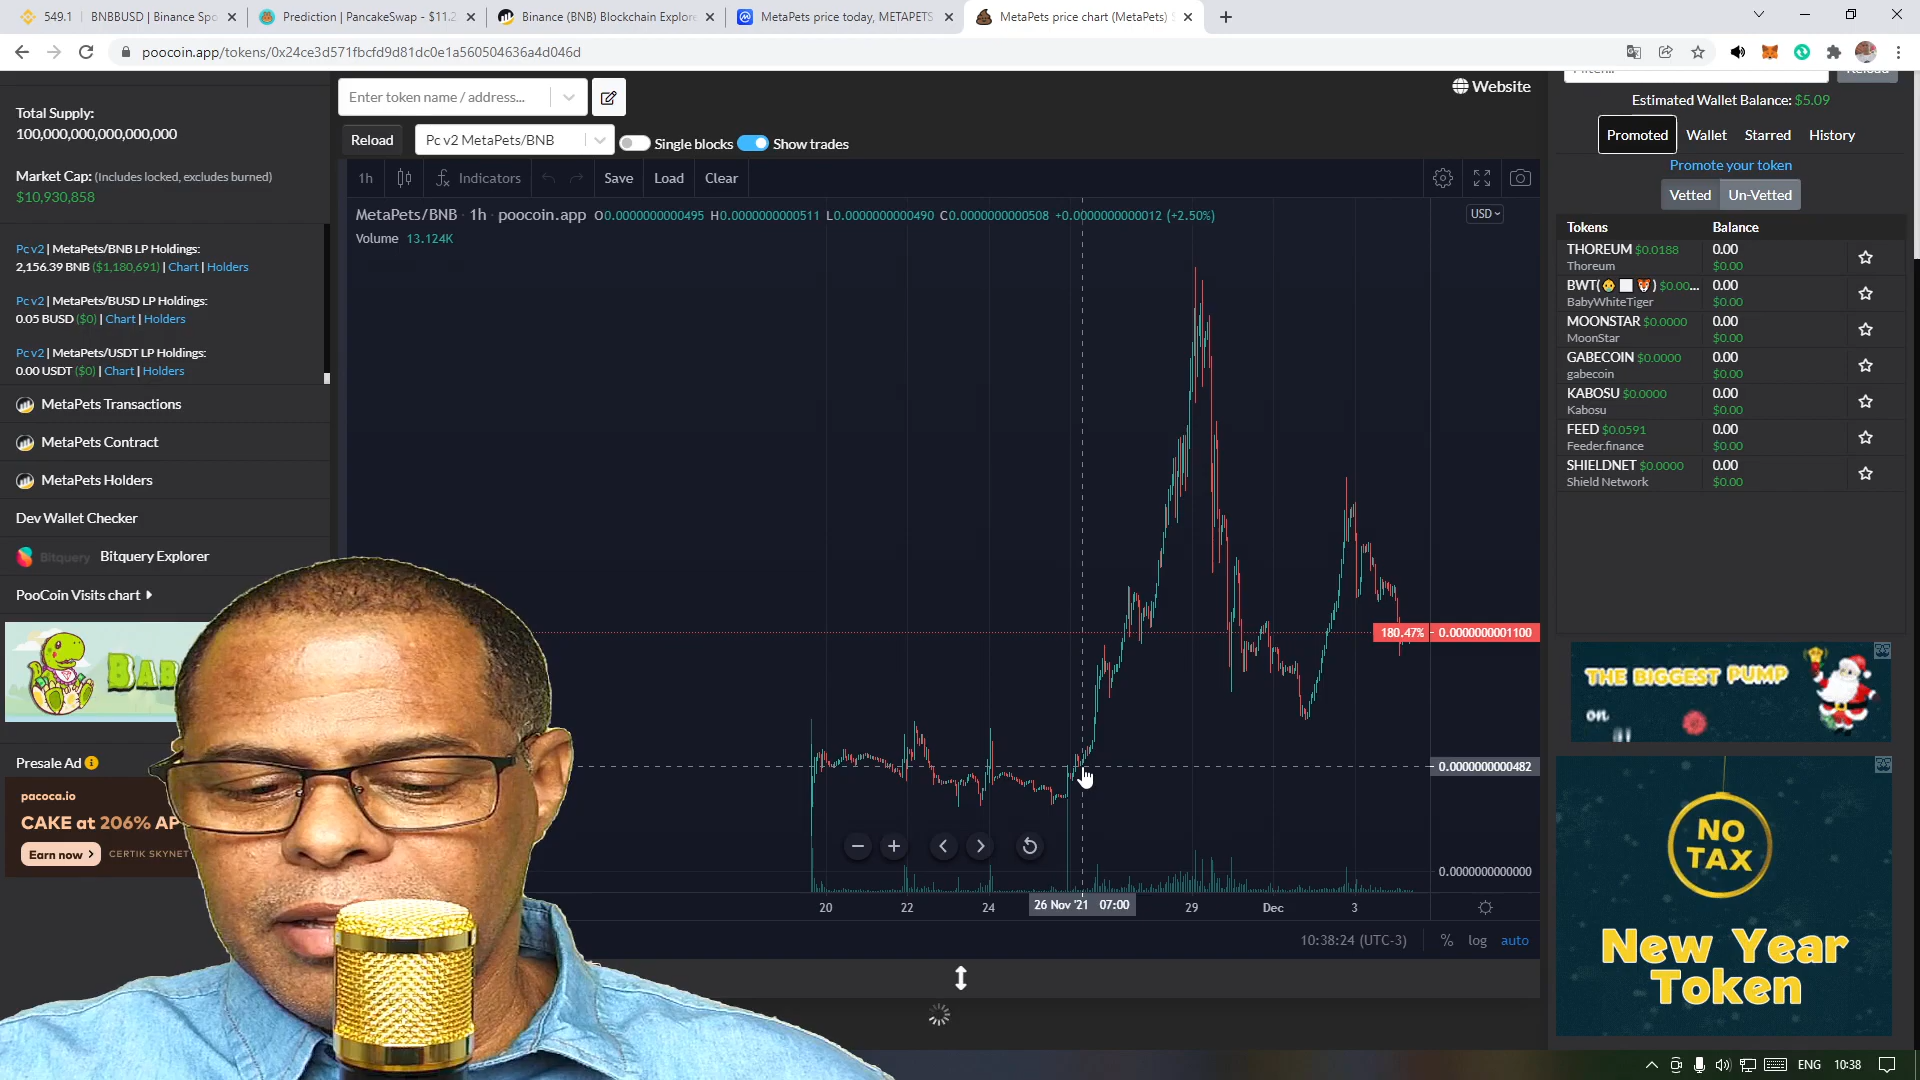 549.1 BNBBUSD | Binance Spo
Prediction | PancakeSwap - $11.2
Binance (BNB) Blockchain Explore
MetaPets price today, METAPETS
MetaPets price chart (MetaPets)
poocoin.app/tokens/0x24ce3d571fbcfd9d81dc0e1a560504636a4d046d
Total Supply:
100,000,000,000,000,000
Market Cap: (Includes locked, excludes burned)
$10,930,858
Pc v2 | MetaPets/BNB LP Holdings:
2,156.39 BNB ($1,180,691) | Chart | Holders
Pc v2 | MetaPets/BUSD LP Holdings:
0.05 BUSD ($0) | Chart | Holders
Pc v2 | MetaPets/USDT LP Holdings:
0.00 USDT ($0) | Chart | Holders
MetaPets Transactions
MetaPets Contract
MetaPets Holders
Dev Wallet Checker
Bitquery Bitquery Explorer
PooCoin Visits chart
BAB
Presale Ad
pacoca.io
CAKE at 206% AP
Earn now > CERTIK SKYNET
Enter token name / address...
Website
Reload Pc v2 MetaPets/BNB Single blocks Show trades
1h Indicators Save Load Clear
MetaPets/BNB · 1h · poocoin.app O0.0000000000495 H0.0000000000511 L0.0000000000490 C0.0000000000508 +0.0000000000012 (+2.50%)
USD
Volume 13.124K
180.47% 0.0000000001100
0.0000000000482
0.0000000000000
20 22 24 26 Nov '21 07:00 29 Dec 3
10:38:24 (UTC-3) % log auto
Filter... Reload
Estimated Wallet Balance: $5.09
Promoted Wallet Starred History
Promote your token
Vetted Un-Vetted
Tokens Balance
THOREUM $0.0188 0.00
Thoreum $0.00
BWT( ) $0.00... 0.00
BabyWhiteTiger $0.00
MOONSTAR $0.0000 0.00
MoonStar $0.00
GABECOIN $0.0000 0.00
gabecoin $0.00
KABOSU $0.0000 0.00
Kabosu $0.00
FEED $0.0591 0.00
Feeder.finance $0.00
SHIELDNET $0.0000 0.00
Shield Network $0.00
THE BIGGEST PUMP
on
NO
TAX
New Year
Token
ENG 10:38